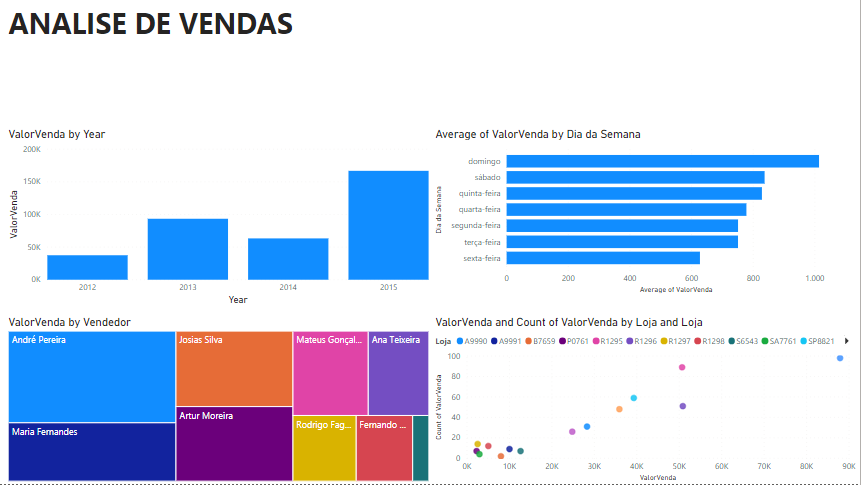 ANALISE DE VENDAS
ValorVenda by Year
200K
150K
100K
50K
0K
ValorVenda
2012 2013 2014 2015
Year
Average of ValorVenda by Dia da Semana
Dia da Semana
domingo
sábado
quinta-feira
quarta-feira
segunda-feira
terça-feira
sexta-feira
0 200 400 600 800 1.000
Average of ValorVenda
ValorVenda by Vendedor
André Pereira
Josias Silva
Mateus Gonçal...
Ana Teixeira
Maria Fernandes
Artur Moreira
Rodrigo Fag...
Fernando ...
ValorVenda and Count of ValorVenda by Loja and Loja
Loja A9990 A9991 B7659 P0761 R1295 R1296 R1297 R1298 S6543 SA7761 SP8821
100
80
60
40
20
0
Count of ValorVenda
0K 10K 20K 30K 40K 50K 60K 70K 80K 90K
ValorVenda